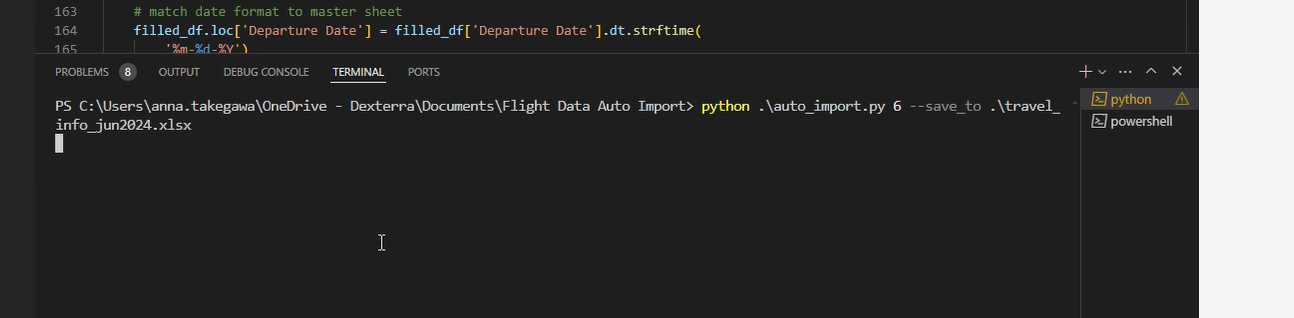 163 # match date format to master sheet
164 filled_df.loc['Departure Date'] = filled_df['Departure Date'].dt.strftime(
165 '%m-%d-%Y')
PROBLEMS 8 OUTPUT DEBUG CONSOLE TERMINAL PORTS
PS C:\Users\anna.takegawa\OneDrive - Dexterra\Documents\Flight Data Auto Import> python .\auto_import.py 6 --save_to .\travel_
info_jun2024.xlsx
python
powershell